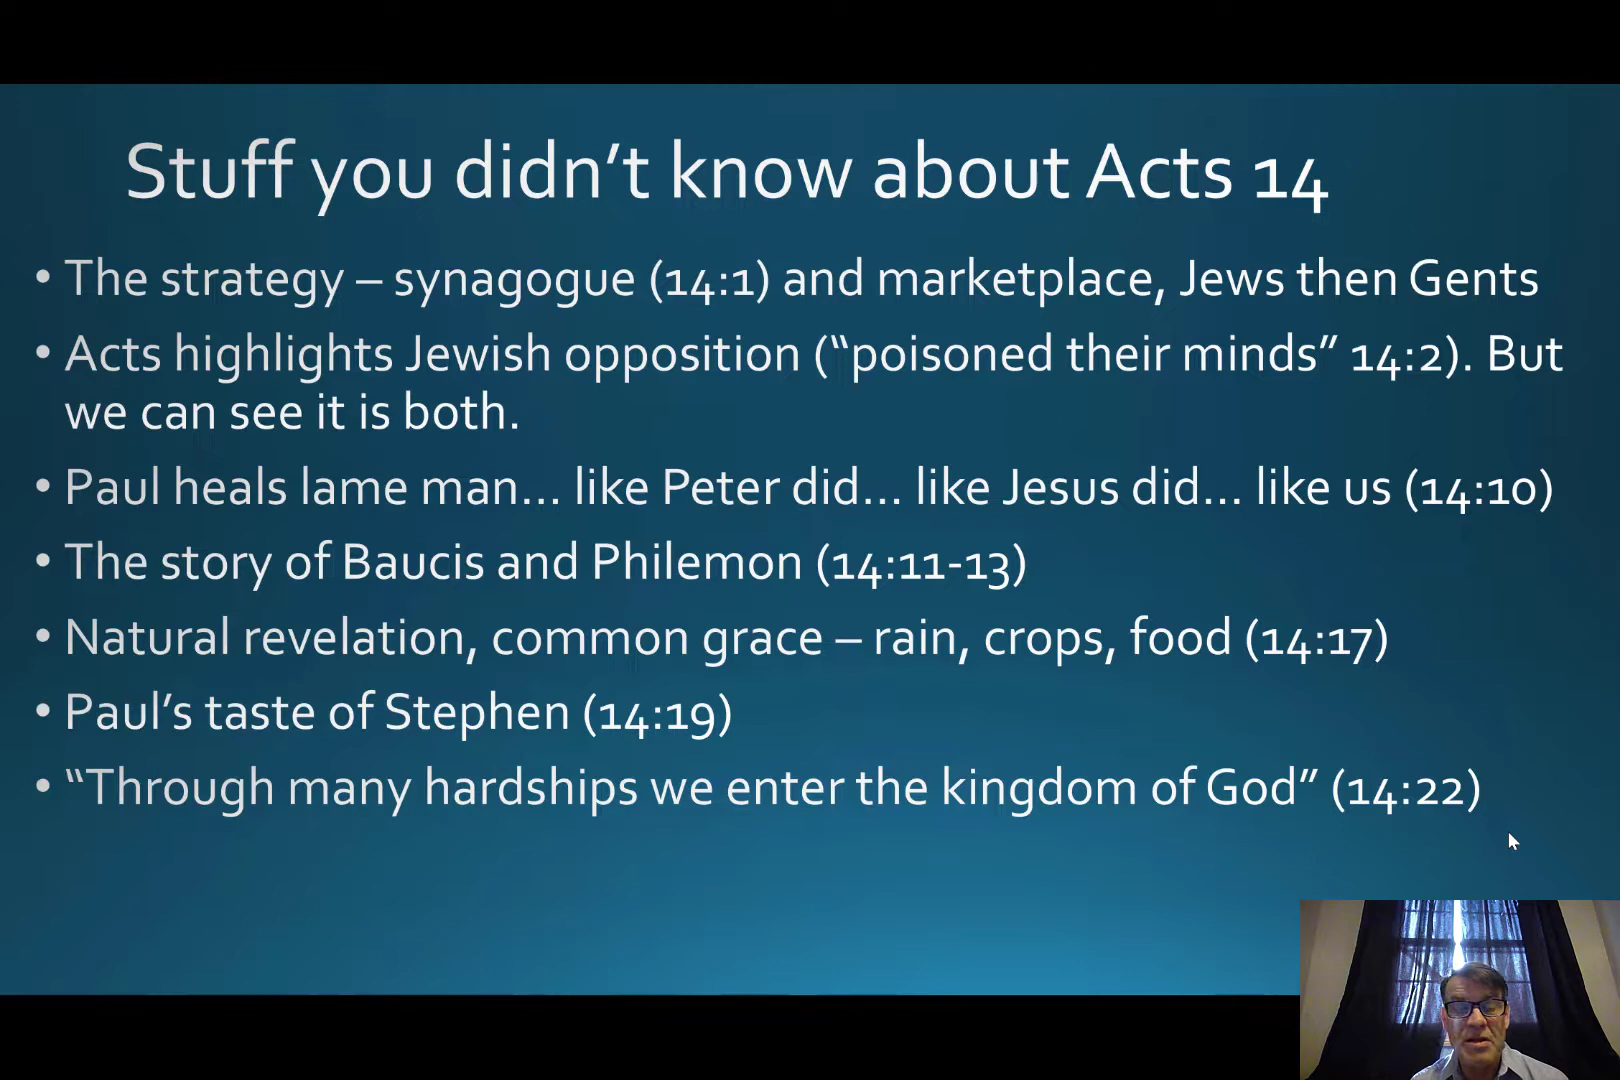 Stuff you didn’t know about Acts 14
• The strategy – synagogue (14:1) and marketplace, Jews then Gents
• Acts highlights Jewish opposition (“poisoned their minds” 14:2). But
we can see it is both.
• Paul heals lame man… like Peter did… like Jesus did… like us (14:10)
• The story of Baucis and Philemon (14:11-13)
• Natural revelation, common grace – rain, crops, food (14:17)
• Paul’s taste of Stephen (14:19)
• “Through many hardships we enter the kingdom of God” (14:22)